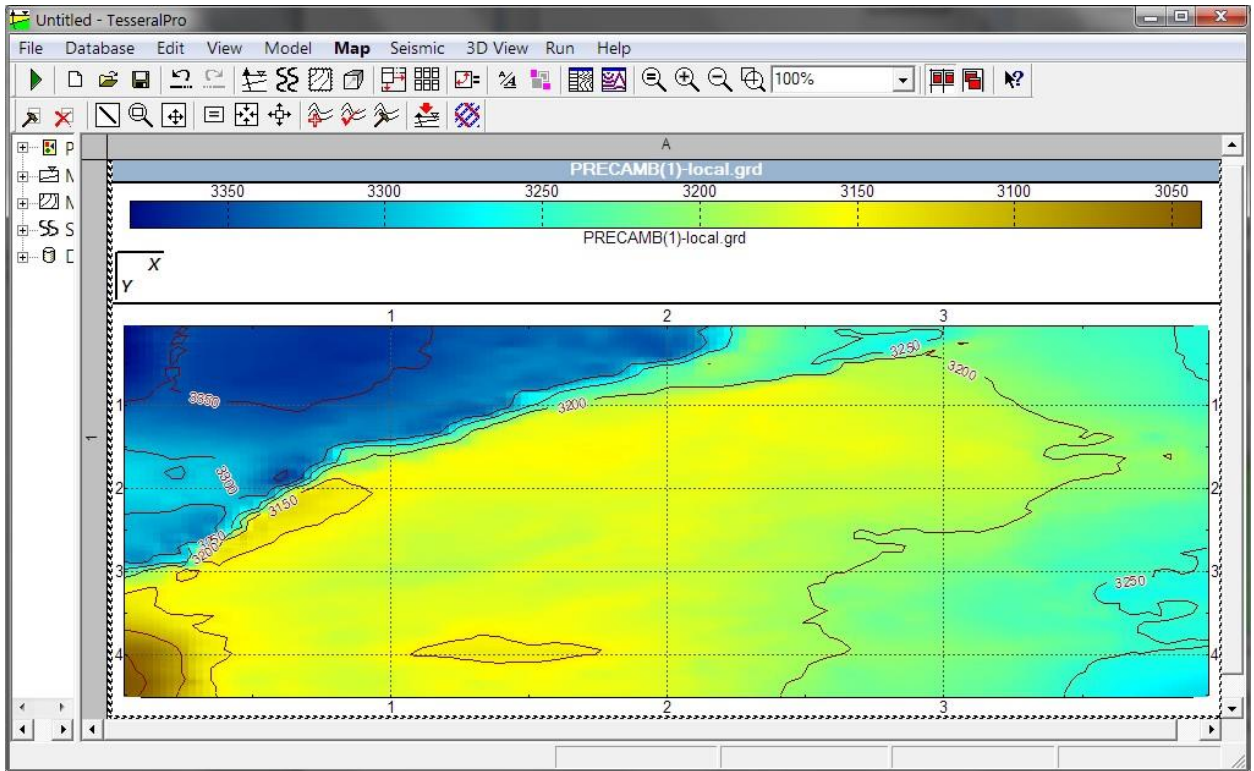 Untitled - TesseralPro
File Database Edit View Model Map Seismic 3D View Run Help
100%
P
A
PRECAMB(1)-local.grd
3350 3300 3250 3200 3150 3100 3050
PRECAMB(1)-local.grd
S
X
Y
1 2 3
3250
3200
3350
1 3200 1
1
3300
2 3150 2
3250
3200
3 3250 3
4 4
1 2 3